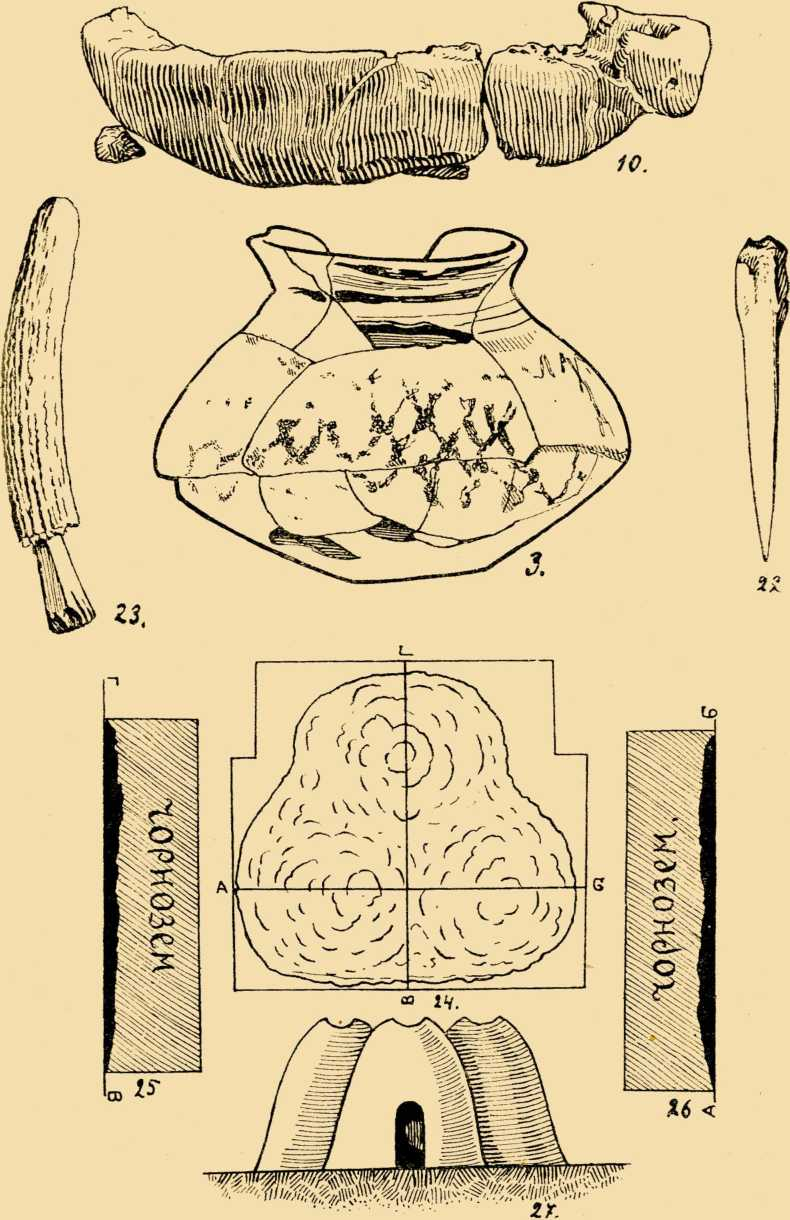 10.
3.
23.
22
Г
Г
Б
чорнозем
чорнозем.
А
Б
В
24.
В
25
26
А
27.